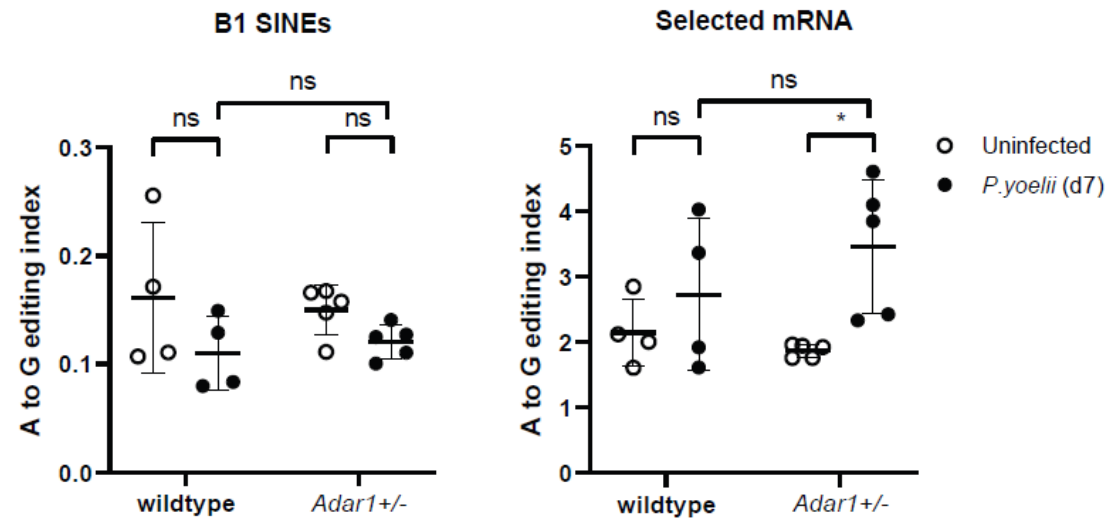 B1 SINEs
ns
ns
ns
0.3
0.2
0.1
0.0
A to G editing index
wildtype
Adar1+/-
Selected mRNA
ns
ns
*
5
4
3
2
1
0
A to G editing index
wildtype
Adar1+/-
Uninfected
P.yoelii (d7)